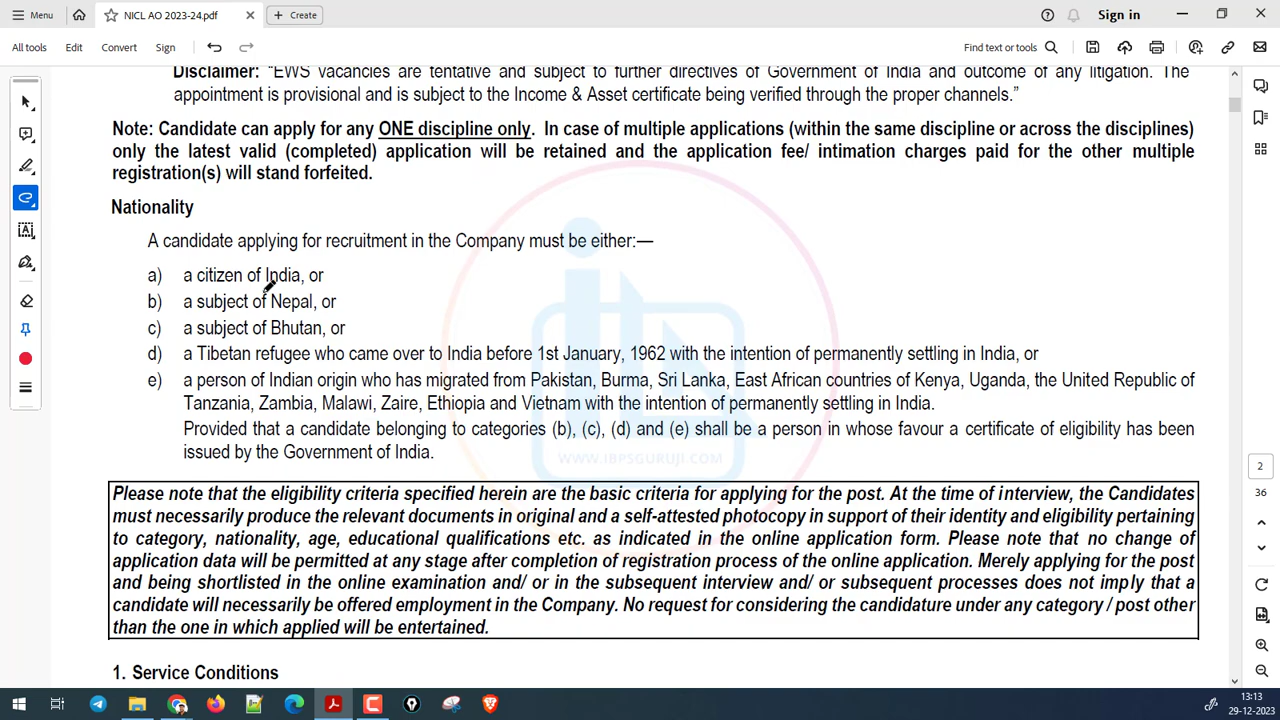 Menu
NICL AO 2023-24.pdf
Create
Sign in
All tools
Edit
Convert
Sign
Find text or tools
Disclaimer: “EWS vacancies are tentative and subject to further directives of Government of India and outcome of any litigation. The
appointment is provisional and is subject to the Income & Asset certificate being verified through the proper channels.”
Note: Candidate can apply for any ONE discipline only. In case of multiple applications (within the same discipline or across the disciplines)
only the latest valid (completed) application will be retained and the application fee/ intimation charges paid for the other multiple
registration(s) will stand forfeited.
Nationality
A candidate applying for recruitment in the Company must be either:—
a) a citizen of India, or
b) a subject of Nepal, or
c) a subject of Bhutan, or
d) a Tibetan refugee who came over to India before 1st January, 1962 with the intention of permanently settling in India, or
e) a person of Indian origin who has migrated from Pakistan, Burma, Sri Lanka, East African countries of Kenya, Uganda, the United Republic of
Tanzania, Zambia, Malawi, Zaire, Ethiopia and Vietnam with the intention of permanently settling in India.
Provided that a candidate belonging to categories (b), (c), (d) and (e) shall be a person in whose favour a certificate of eligibility has been
issued by the Government of India.
WWW.IBPSGURUJI.COM
2
36
Please note that the eligibility criteria specified herein are the basic criteria for applying for the post. At the time of interview, the Candidates
must necessarily produce the relevant documents in original and a self-attested photocopy in support of their identity and eligibility pertaining
to category, nationality, age, educational qualifications etc. as indicated in the online application form. Please note that no change of
application data will be permitted at any stage after completion of registration process of the online application. Merely applying for the post
and being shortlisted in the online examination and/ or in the subsequent interview and/ or subsequent processes does not imply that a
candidate will necessarily be offered employment in the Company. No request for considering the candidature under any category / post other
than the one in which applied will be entertained.
1. Service Conditions
13:13
29-12-2023